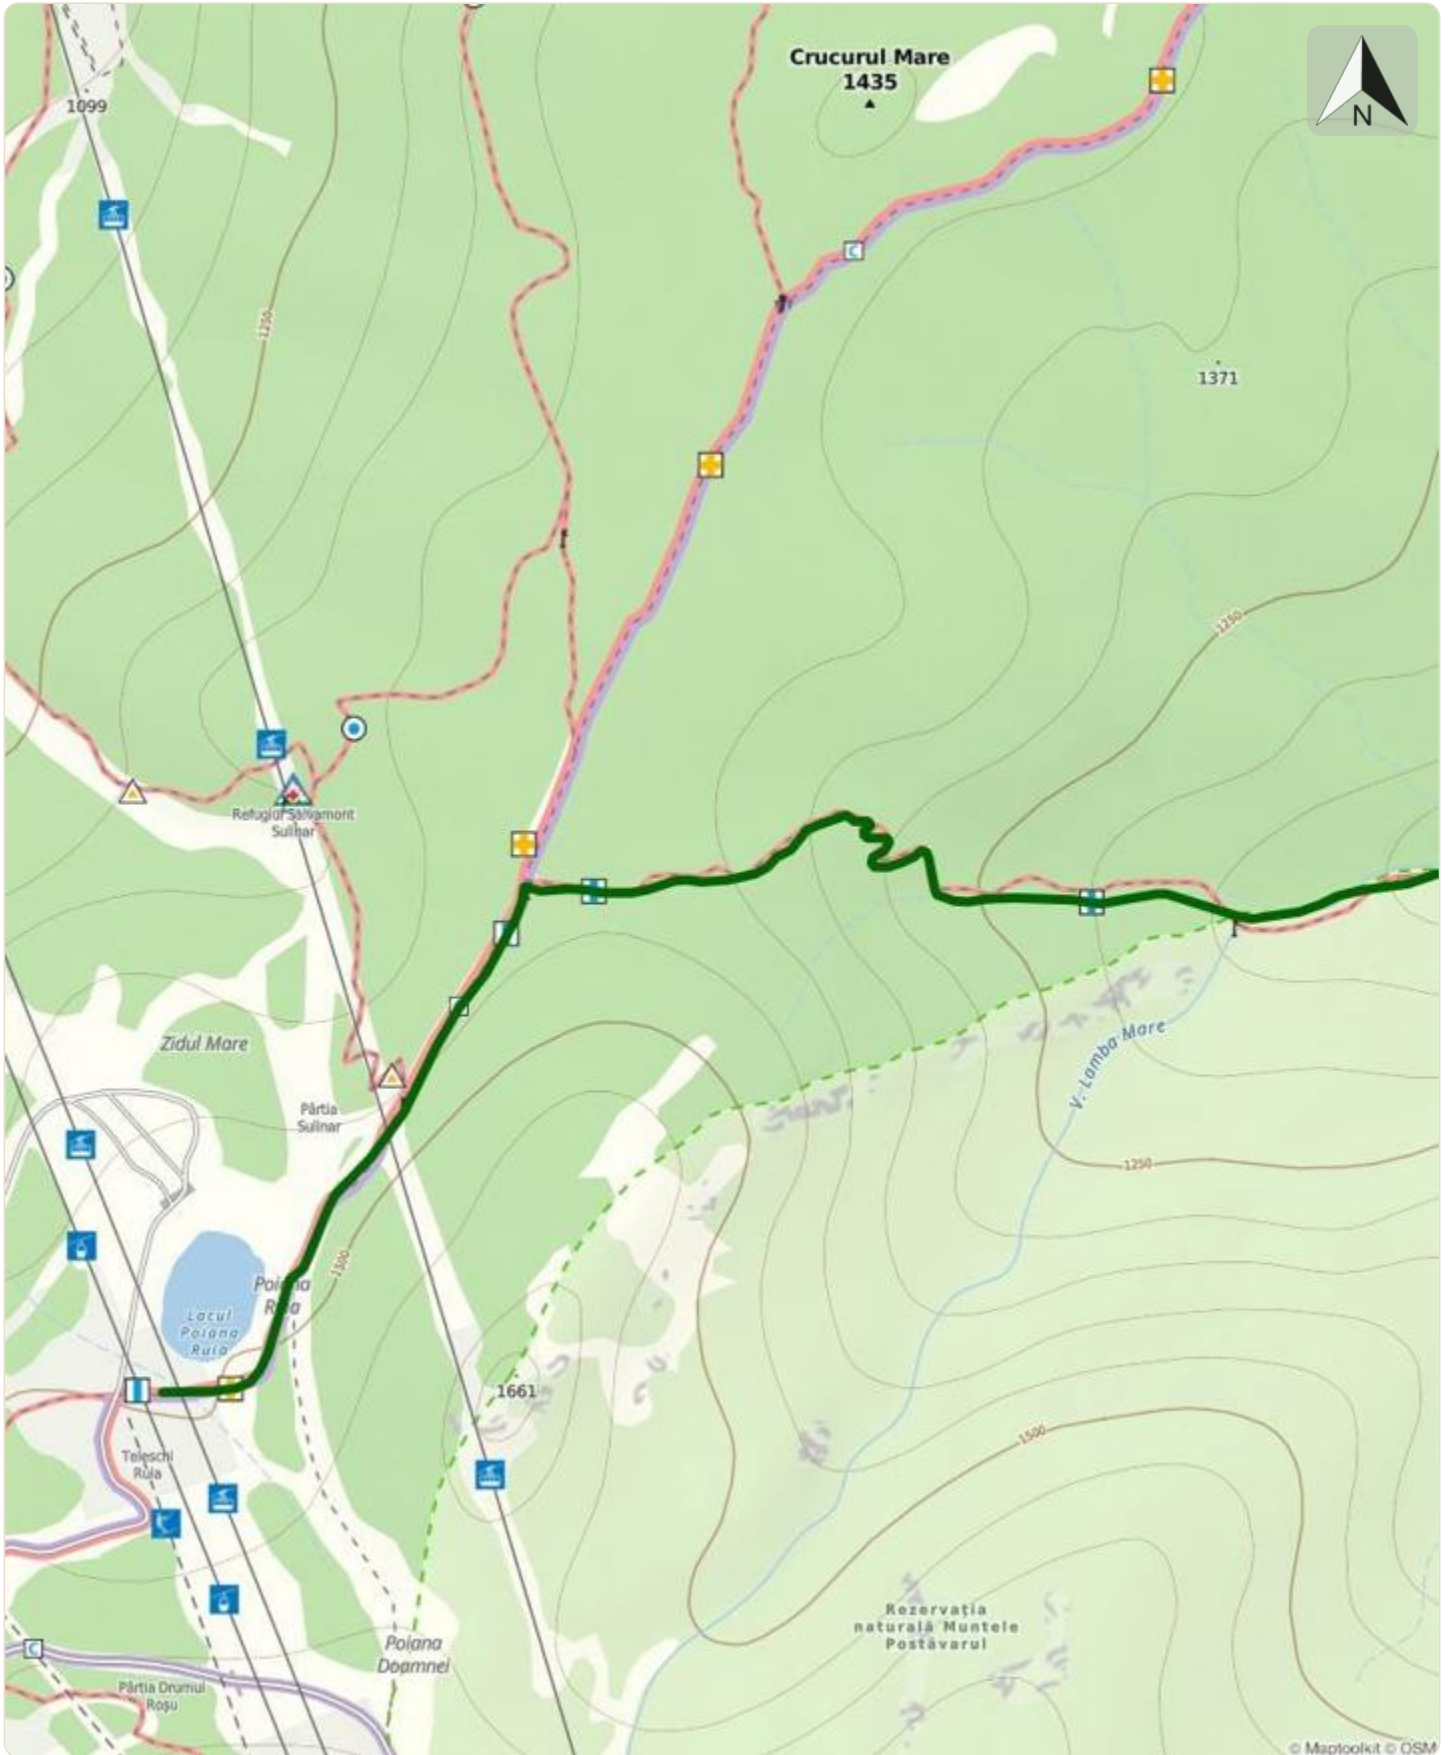 Crucurul Mare
1435
N
1099
1250
1371
1250
Refugiul Salvamont
Sulinar
Zidul Mare
V. Lamba Mare
Pârtia
Sulinar
1250
1500
Poiana
Ruia
Lacul
Poiana
Ruia
1661
1500
Teleschi
Ruia
Rezervația
naturală Muntele
Postăvarul
Poiana
Doamnei
C
C
Pârtia Drumul
Roșu
© Maptoolkit © OSM